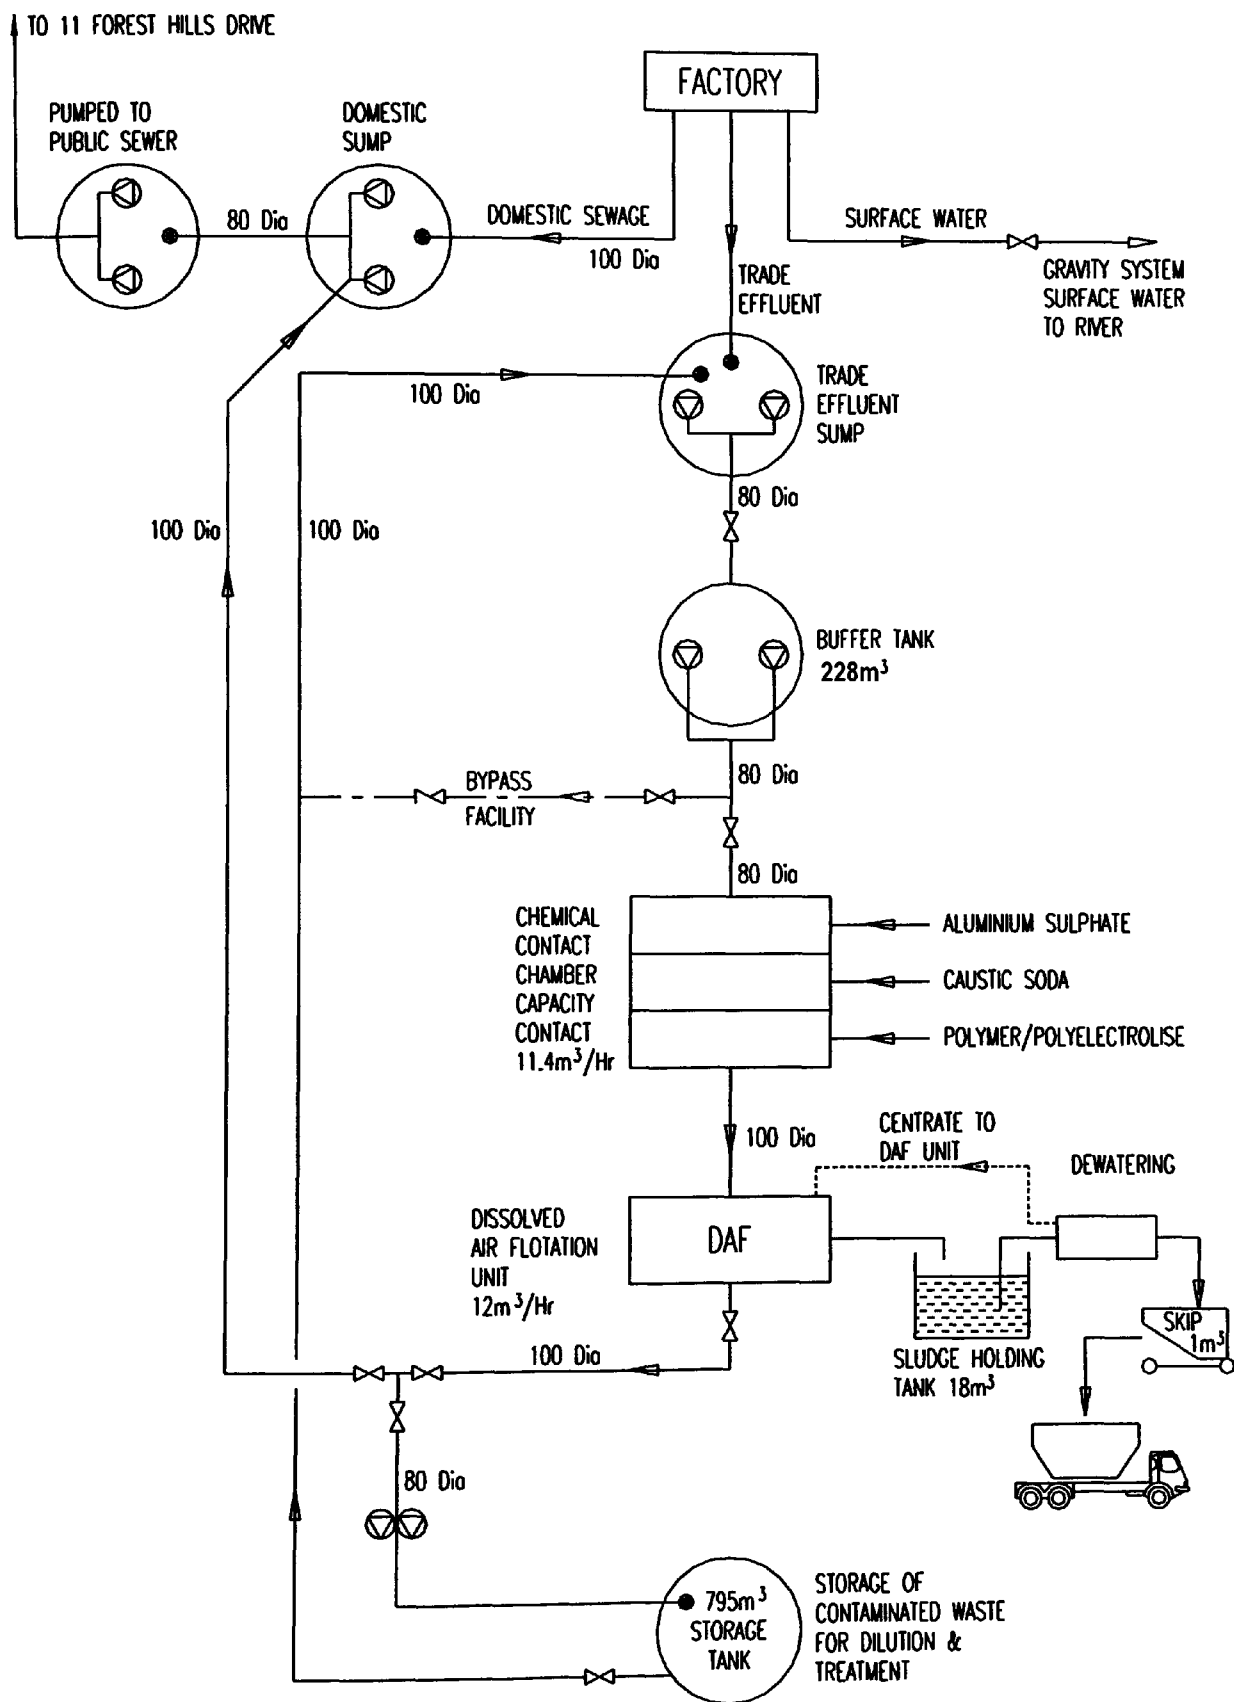 TO 11 FOREST HILLS DRIVE
FACTORY
PUMPED TO
PUBLIC SEWER
DOMESTIC
SUMP
80 Dia
DOMESTIC SEWAGE
100 Dia
SURFACE WATER
GRAVITY SYSTEM
SURFACE WATER
TO RIVER
TRADE
EFFLUENT
100 Dia
TRADE
EFFLUENT
SUMP
80 Dia
100 Dia
100 Dia
BUFFER TANK
228m³
80 Dia
BYPASS
FACILITY
80 Dia
CHEMICAL
CONTACT
CHAMBER
CAPACITY
CONTACT
11.4m³/Hr
ALUMINIUM SULPHATE
CAUSTIC SODA
POLYMER/POLYELECTROLISE
100 Dia
CENTRATE TO
DAF UNIT
DEWATERING
DISSOLVED
AIR FLOTATION
UNIT
12m³/Hr
DAF
SKIP
1m³
100 Dia
SLUDGE HOLDING
TANK 18m³
80 Dia
795m³
STORAGE
TANK
STORAGE OF
CONTAMINATED WASTE
FOR DILUTION &
TREATMENT